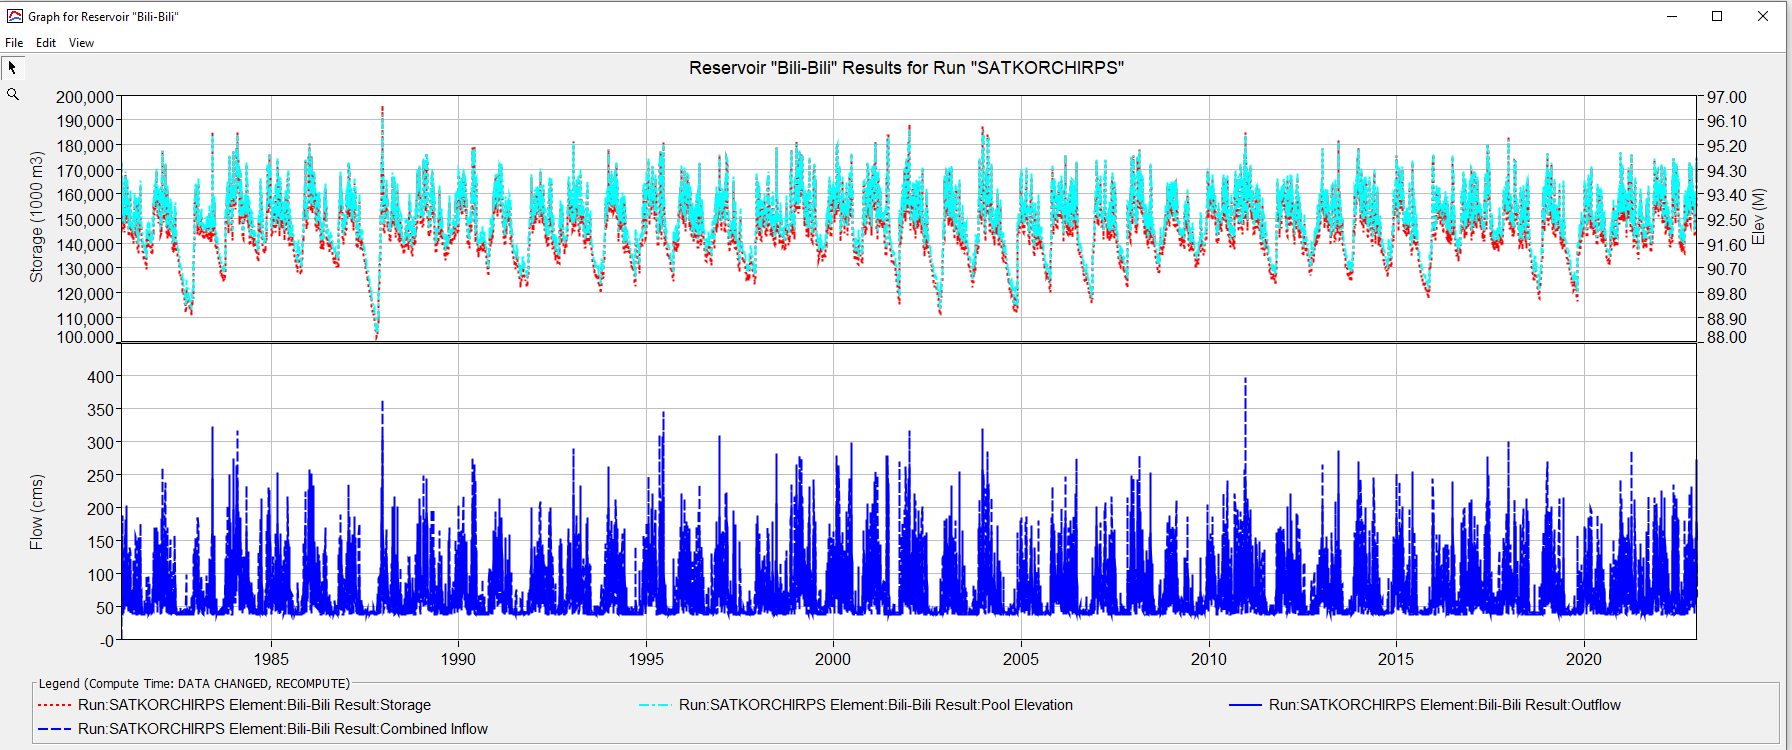 Graph for Reservoir "Bili-Bili"
File Edit View
Reservoir "Bili-Bili" Results for Run "SATKORCHIRPS"
200,000 97.00
190,000 96.10
180,000 95.20
170,000 94.30
160,000 93.40
150,000 92.50
140,000 91.60
130,000 90.70
120,000 89.80
110,000 88.90
100.000 88.00
Storage (1000 m3)
Elev (M)
400
350
300
250
200
150
100
50
-0
Flow (cms)
1985 1990 1995 2000 2005 2010 2015 2020
Legend (Compute Time: DATA CHANGED, RECOMPUTE)
Run:SATKORCHIRPS Element:Bili-Bili Result:Storage Run:SATKORCHIRPS Element:Bili-Bili Result:Pool Elevation Run:SATKORCHIRPS Element:Bili-Bili Result:Outflow
Run:SATKORCHIRPS Element:Bili-Bili Result:Combined Inflow